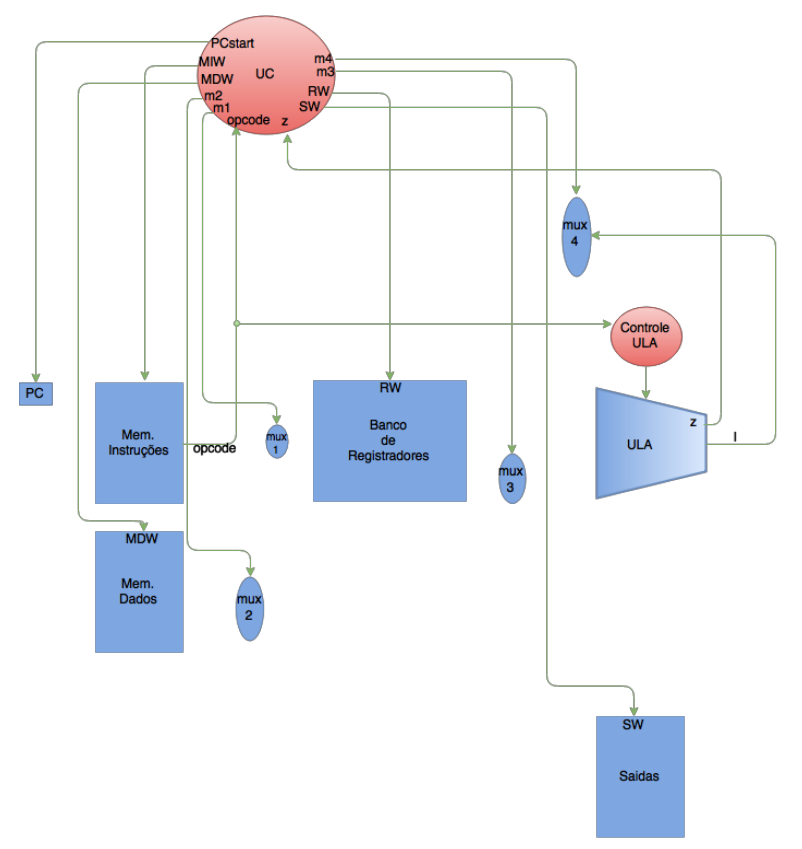 PCstart
MIW
MDW
m2
m1
UC
m4
m3
RW
SW
opcode
z
mux
4
Controle
ULA
PC
Mem.
Instruções
opcode
mux
1
RW
Banco
de
Registradores
mux
3
z
ULA
I
MDW
Mem.
Dados
mux
2
SW
Saidas